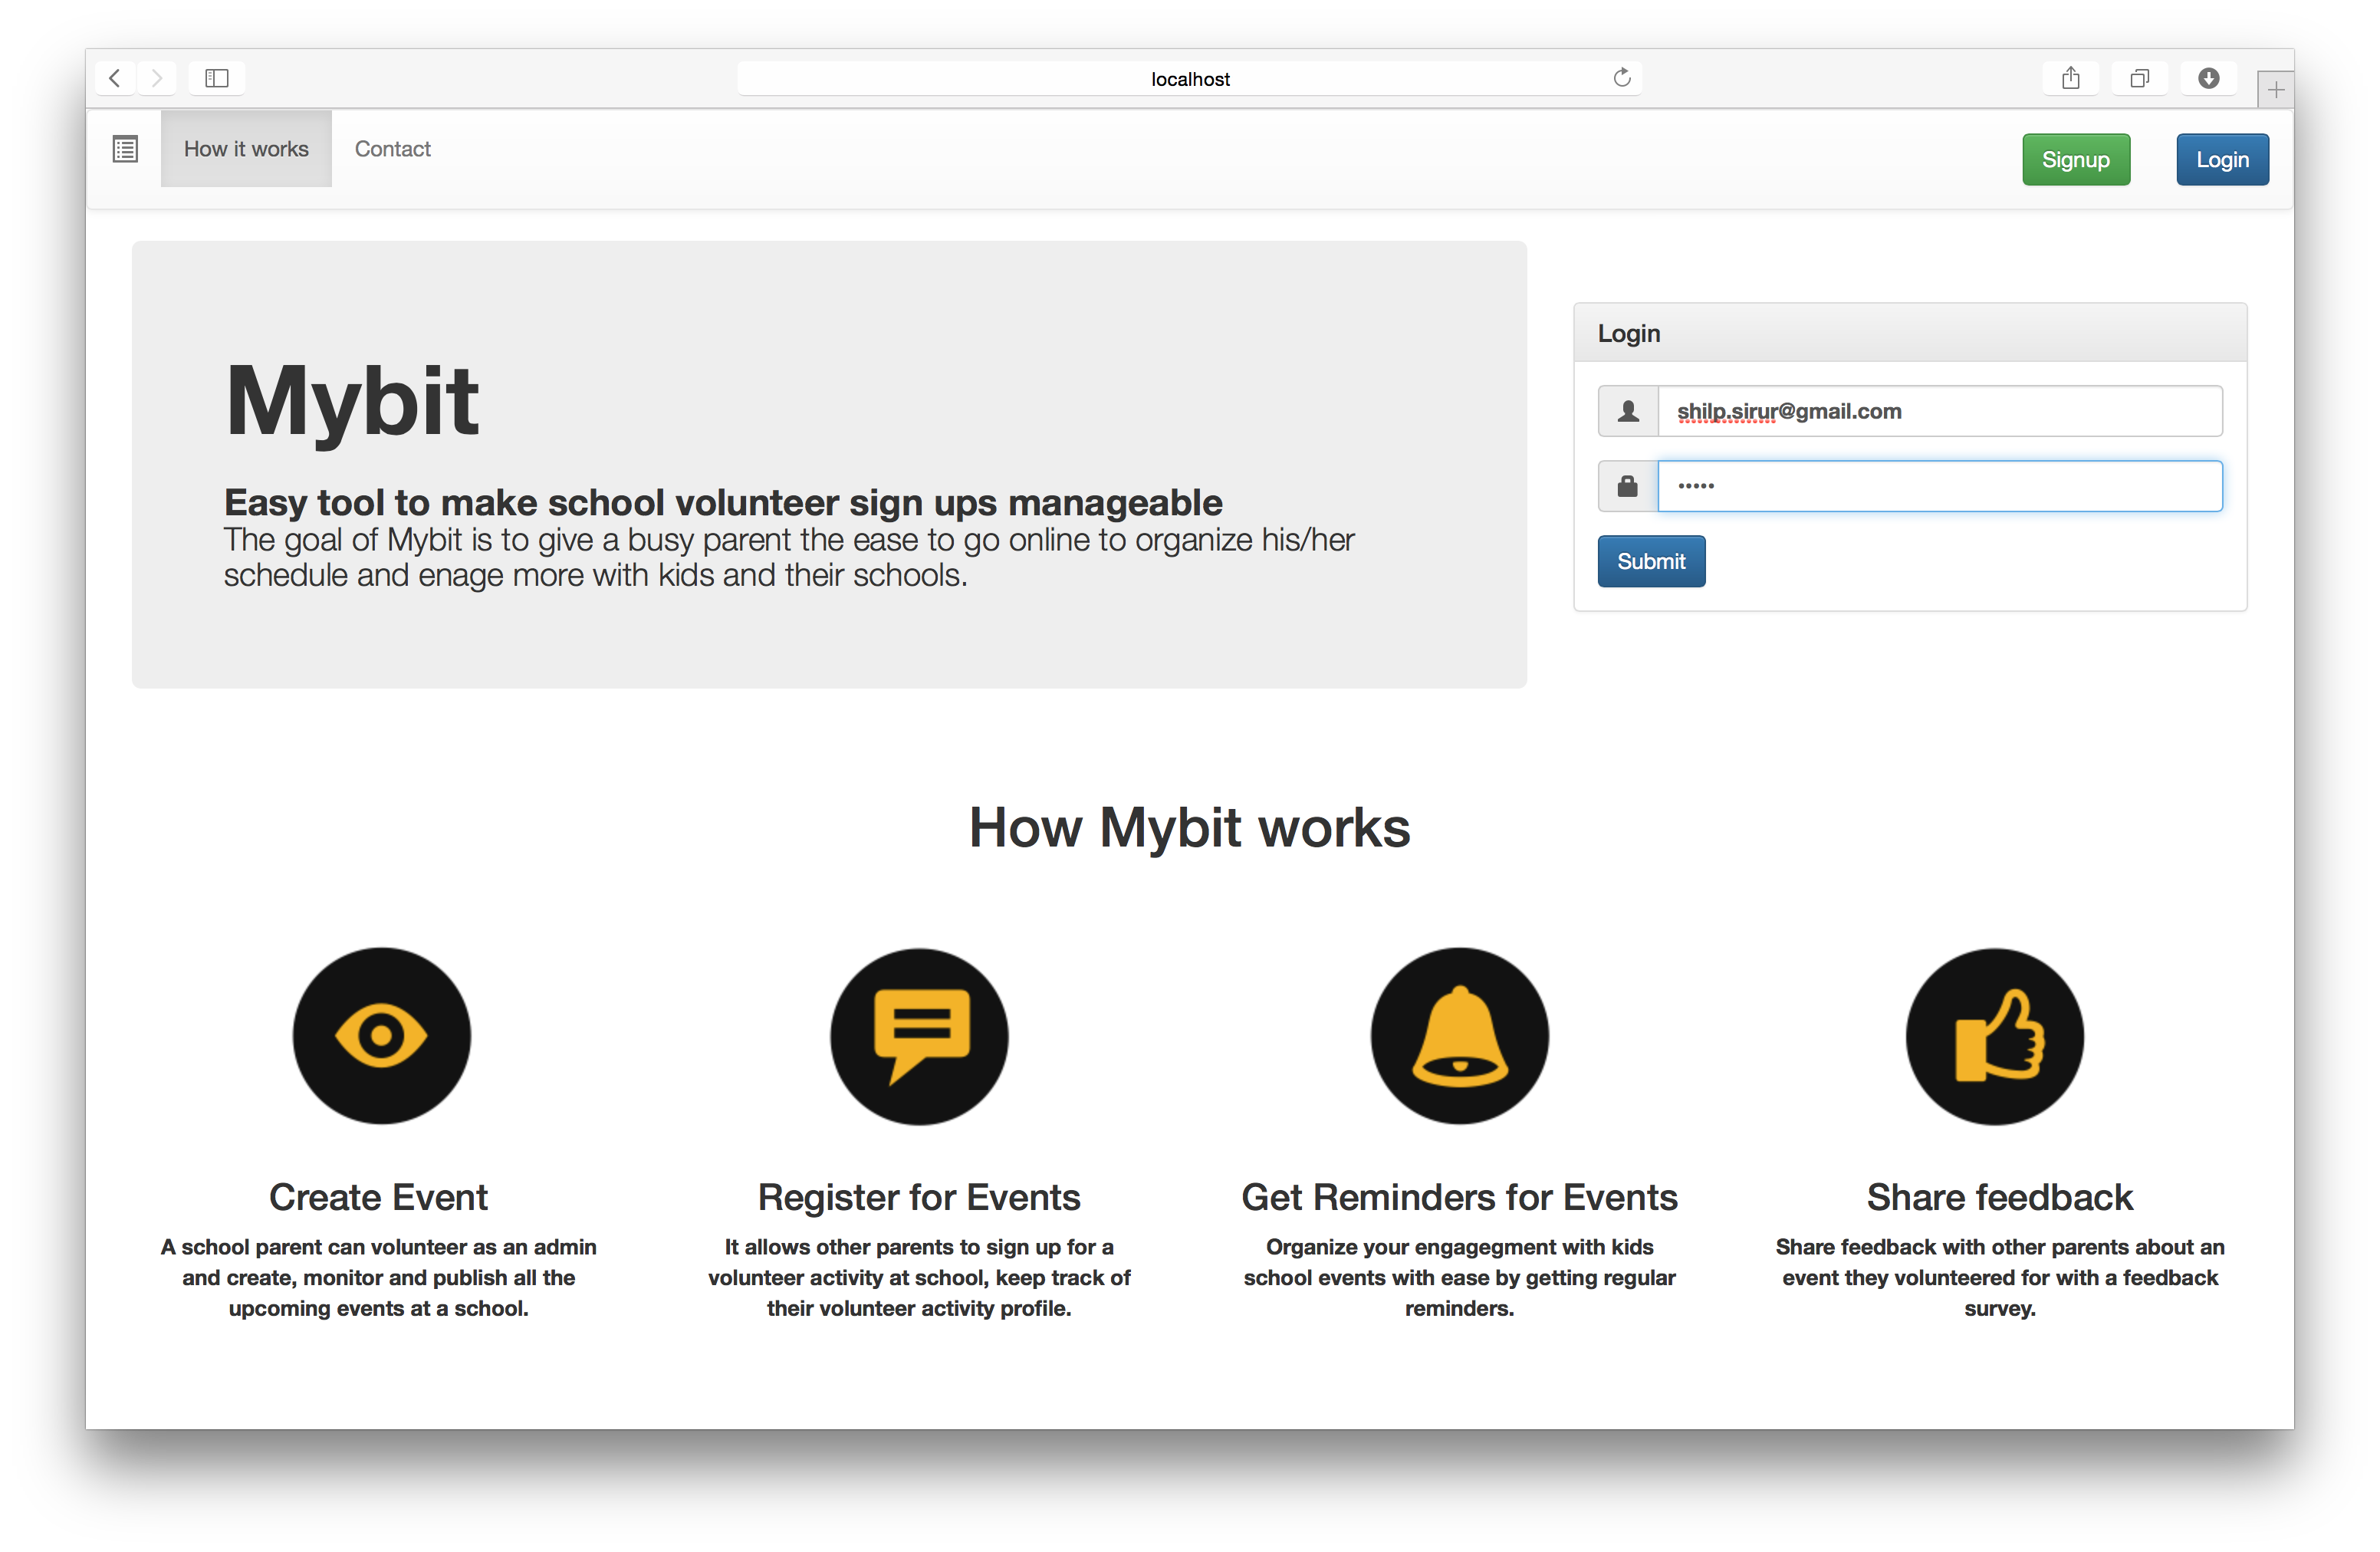 localhost
How it works
Contact
Signup
Login
Mybit
Easy tool to make school volunteer sign ups manageable
The goal of Mybit is to give a busy parent the ease to go online to organize his/her
schedule and enage more with kids and their schools.
Login
shilp.sirur@gmail.com
•••••
Submit
How Mybit works
Create Event
A school parent can volunteer as an admin
and create, monitor and publish all the
upcoming events at a school.
Register for Events
It allows other parents to sign up for a
volunteer activity at school, keep track of
their volunteer activity profile.
Get Reminders for Events
Organize your engagegment with kids
school events with ease by getting regular
reminders.
Share feedback
Share feedback with other parents about an
event they volunteered for with a feedback
survey.